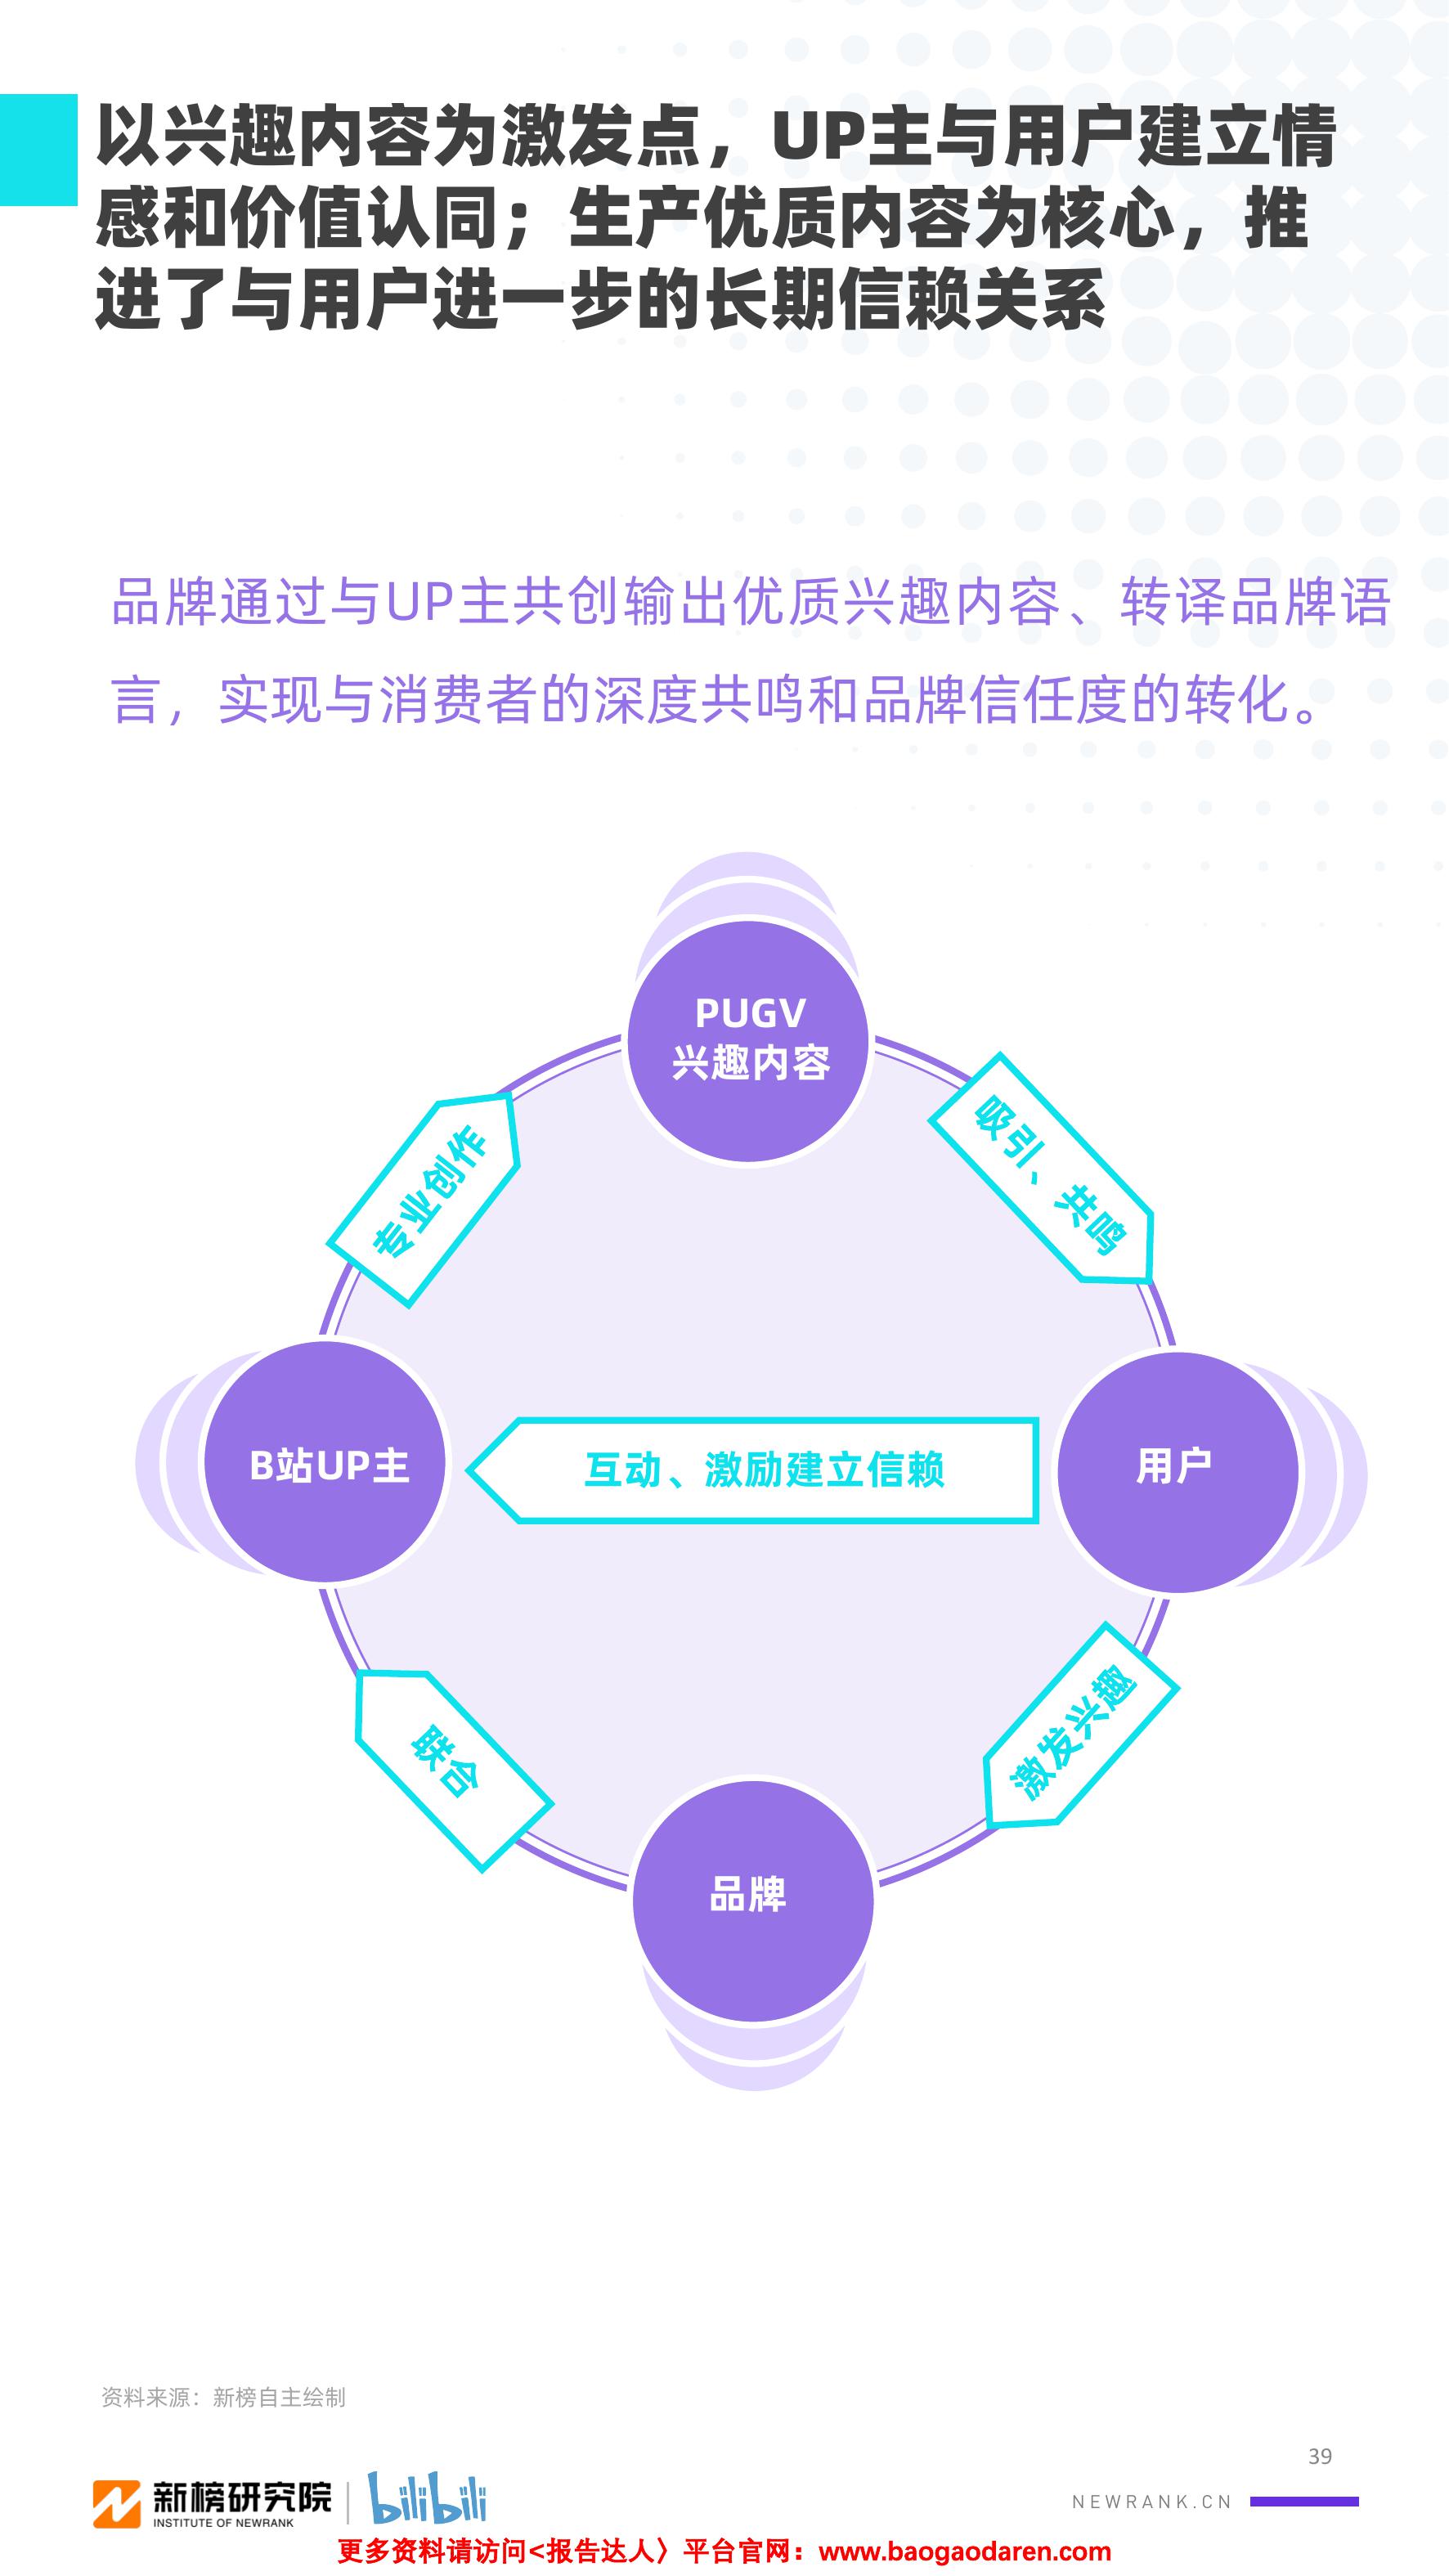 以兴趣内容为激发点，UP主与用户建立情
感和价值认同；生产优质内容为核心，推
进了与用户进一步的长期信赖关系
品牌通过与UP主共创输出优质兴趣内容、转译品牌语
言，实现与消费者的深度共鸣和品牌信任度的转化。
PUGV
兴趣内容
专业创作
吸引、共鸣
B站UP主
互动、激励建立信赖
用户
联合
激发兴趣
品牌
资料来源：新榜自主绘制
39
新榜研究院
INSTITUTE OF NEWRANK
bilibili
NEWRANK.CN
更多资料请访问<报告达人〉平台官网：www.baogaodaren.com